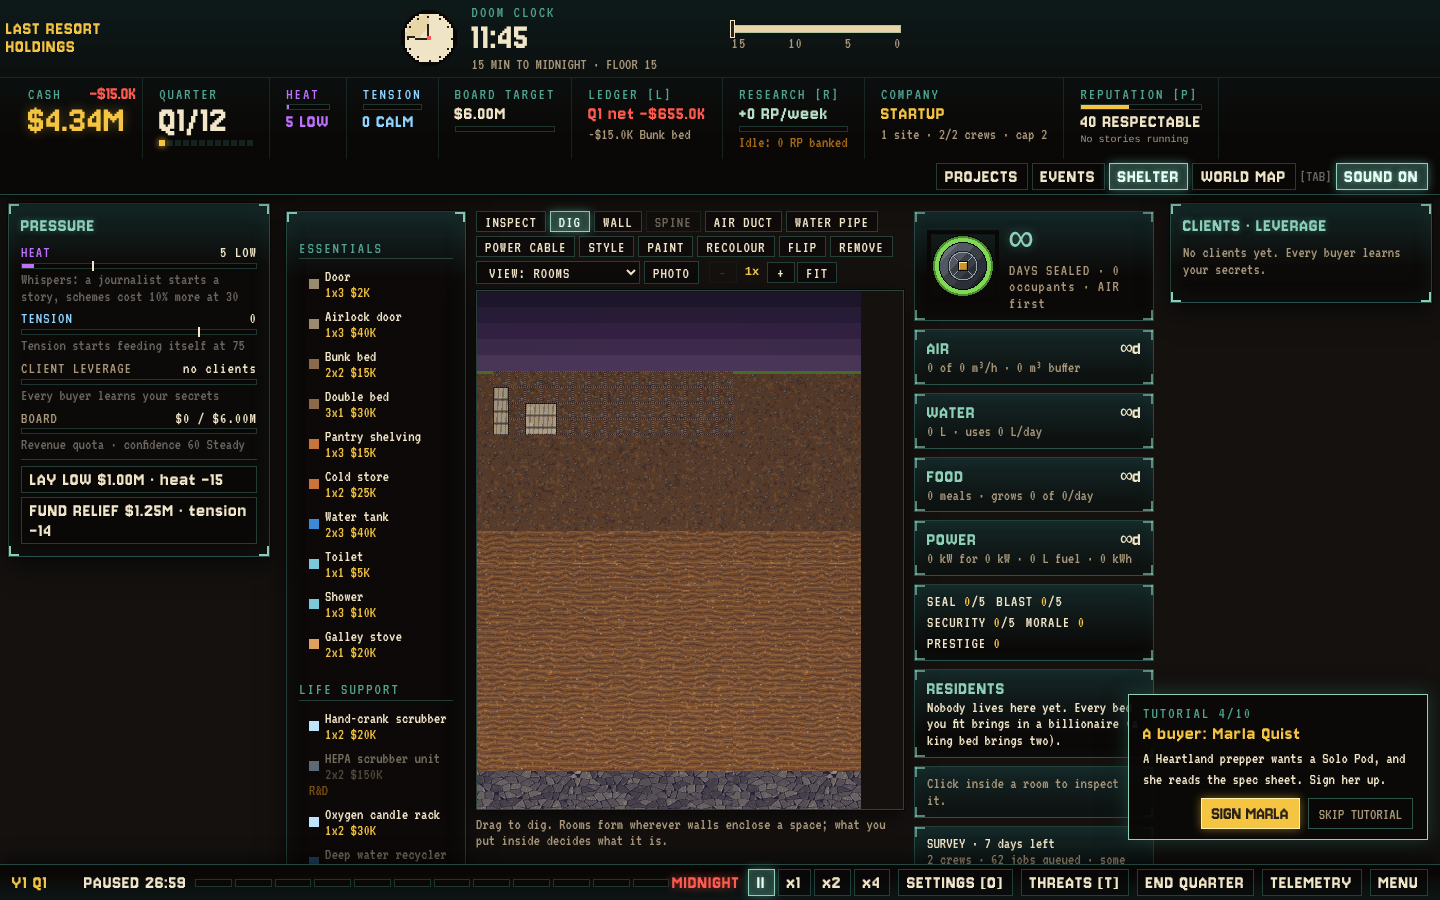 LAST RESORT
HOLDINGS
DOOM CLOCK
11:45
15 MIN TO MIDNIGHT · FLOOR 15
15 10 5 0
CASH -$15.0K
$4.34M
QUARTER
Q1/12
HEAT
5 LOW
TENSION
0 CALM
BOARD TARGET
$6.00M
LEDGER [L]
Q1 net -$655.0K
-$15.0K Bunk bed
RESEARCH [R]
+0 RP/week
Idle: 0 RP banked
COMPANY
STARTUP
1 site · 2/2 crews · cap 2
REPUTATION [P]
40 RESPECTABLE
No stories running
PROJECTS EVENTS SHELTER WORLD MAP [TAB] SOUND ON
PRESSURE
HEAT 5 LOW
Whispers: a journalist starts a
story, schemes cost 10% more at 30
TENSION 0
Tension starts feeding itself at 75
CLIENT LEVERAGE no clients
Every buyer learns your secrets
BOARD $0 / $6.00M
Revenue quota · confidence 60 Steady
LAY LOW $1.00M · heat -15
FUND RELIEF $1.25M · tension
-14
ESSENTIALS
Door
1x3 $2K
Airlock door
1x3 $40K
Bunk bed
2x2 $15K
Double bed
3x1 $30K
Pantry shelving
1x3 $15K
Cold store
1x2 $25K
Water tank
2x3 $40K
Toilet
1x1 $5K
Shower
1x3 $10K
Galley stove
2x1 $20K
LIFE SUPPORT
Hand-crank scrubber
1x2 $20K
HEPA scrubber unit
2x2 $150K
R&D
Oxygen candle rack
1x2 $30K
Deep water recycler
INSPECT DIG WALL SPINE AIR DUCT WATER PIPE
POWER CABLE STYLE PAINT RECOLOUR FLIP REMOVE
VIEW: ROOMS PHOTO - 1x + FIT
Drag to dig. Rooms form wherever walls enclose a space; what you
put inside decides what it is.
∞
DAYS SEALED · 0
occupants · AIR
first
AIR ∞d
0 of 0 m³/h · 0 m³ buffer
WATER ∞d
0 L · uses 0 L/day
FOOD ∞d
0 meals · grows 0 of 0/day
POWER ∞d
0 kW for 0 kW · 0 L fuel · 0 kWh
SEAL 0/5 BLAST 0/5
SECURITY 0/5 MORALE 0
PRESTIGE 0
RESIDENTS
Nobody lives here yet. Every bed
you fit brings in a billionaire
king bed brings two).
Click inside a room to inspect
it.
SURVEY · 7 days left
2 crews · 62 jobs queued · some
CLIENTS · LEVERAGE
No clients yet. Every buyer learns
your secrets.
TUTORIAL 4/10
A buyer: Marla Quist
A Heartland prepper wants a Solo Pod, and
she reads the spec sheet. Sign her up.
SIGN MARLA SKIP TUTORIAL
Y1 Q1 PAUSED 26:59 MIDNIGHT II x1 x2 x4 SETTINGS [O] THREATS [T] END QUARTER TELEMETRY MENU